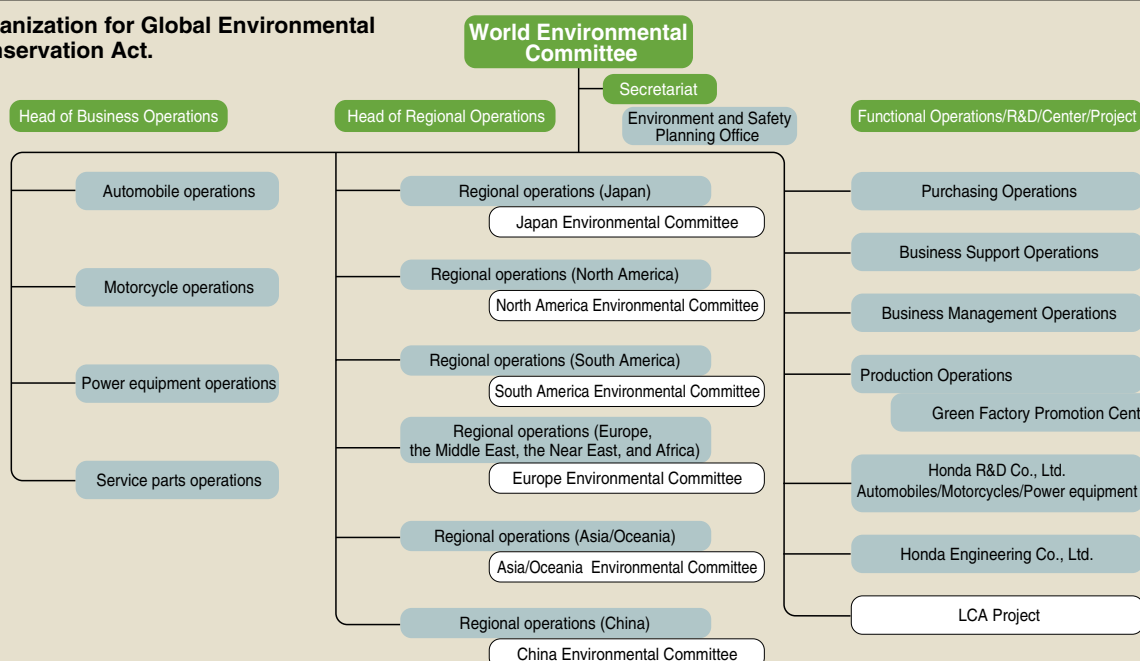 anization for Global Environmental
servation Act.
World Environmental
Committee
Secretariat
Environment and Safety
Planning Office
Head of Business Operations
Automobile operations
Motorcycle operations
Power equipment operations
Service parts operations
Head of Regional Operations
Regional operations (Japan)
Japan Environmental Committee
Regional operations (North America)
North America Environmental Committee
Regional operations (South America)
South America Environmental Committee
Regional operations (Europe,
the Middle East, the Near East, and Africa)
Europe Environmental Committee
Regional operations (Asia/Oceania)
Asia/Oceania Environmental Committee
Regional operations (China)
China Environmental Committee
Functional Operations/R&D/Center/Project
Purchasing Operations
Business Support Operations
Business Management Operations
Production Operations
Green Factory Promotion Cent
Honda R&D Co., Ltd.
Automobiles/Motorcycles/Power equipment
Honda Engineering Co., Ltd.
LCA Project